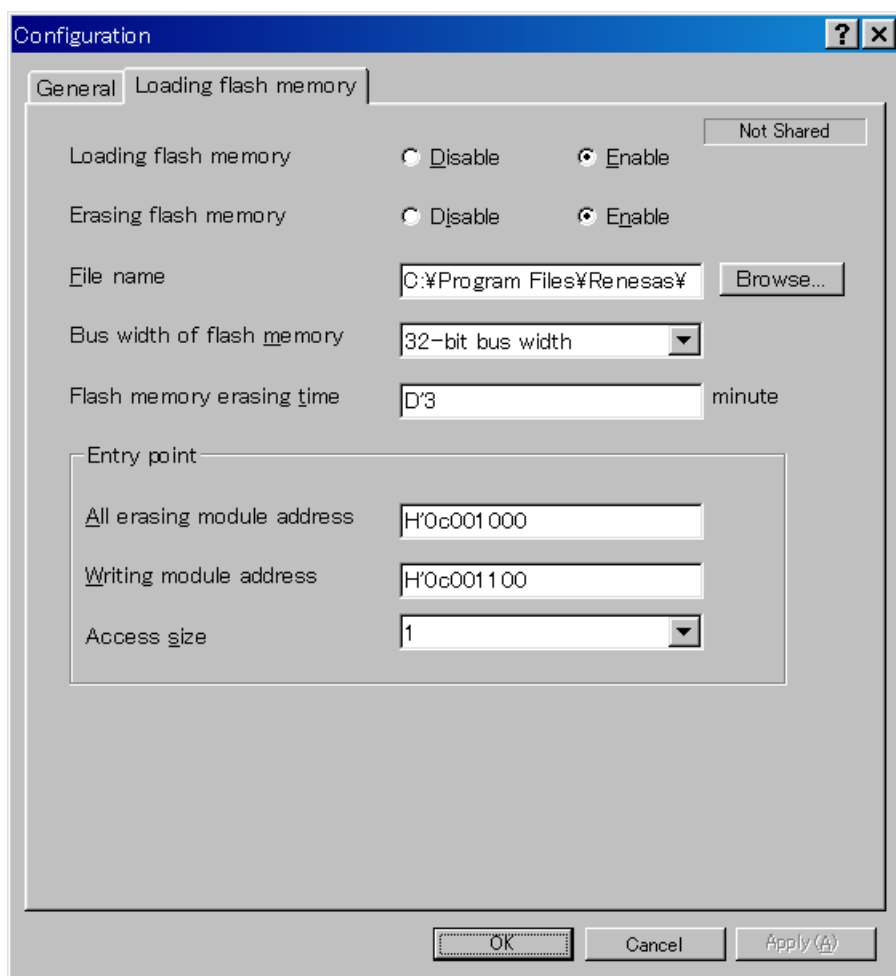 Configuration
General Loading flash memory
Not Shared
Loading flash memory Disable Enable
Erasing flash memory Disable Enable
File name C:¥Program Files¥Renesas¥ Browse...
Bus width of flash memory 32-bit bus width
Flash memory erasing time D'3 minute
Entry point
All erasing module address H'0c001000
Writing module address H'0c001100
Access size 1
OK Cancel Apply(A)